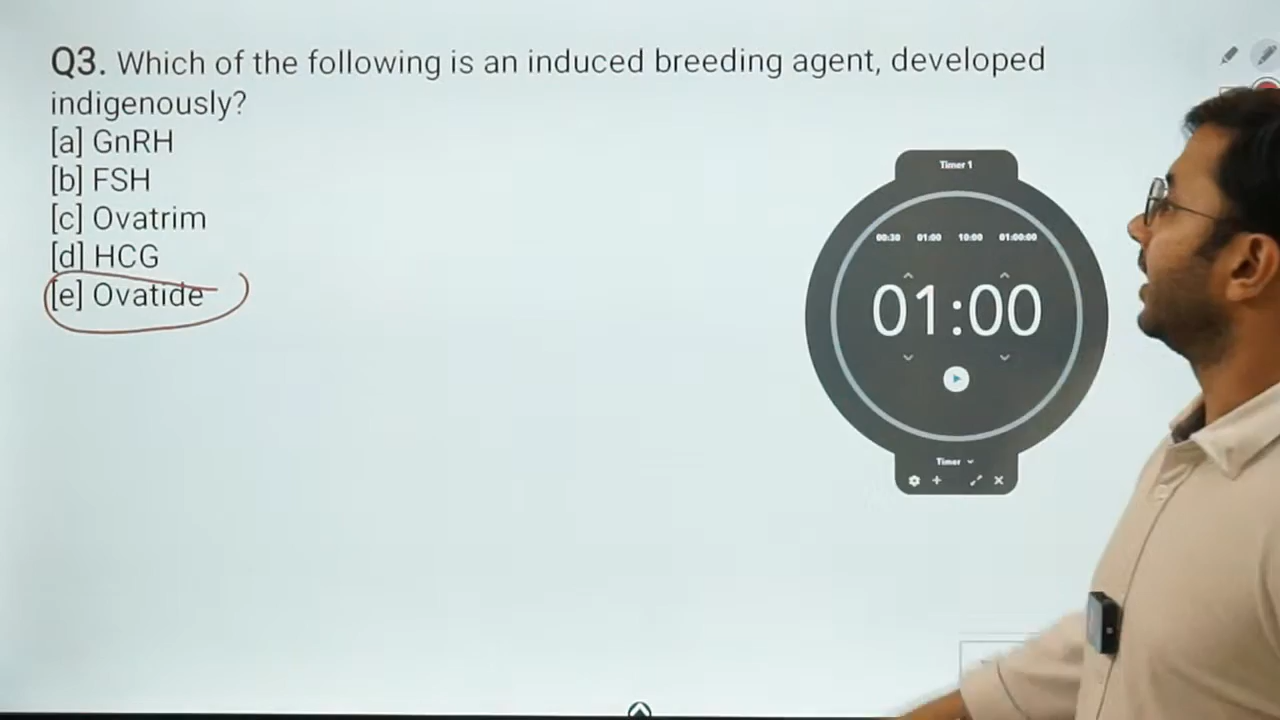 Q3. Which of the following is an induced breeding agent, developed
indigenously?
[a] GnRH
[b] FSH
[c] Ovatrim
[d] HCG
[e] Ovatide
Timer 1
00:30 01:00 10:00 01:00:00
01:00
Timer